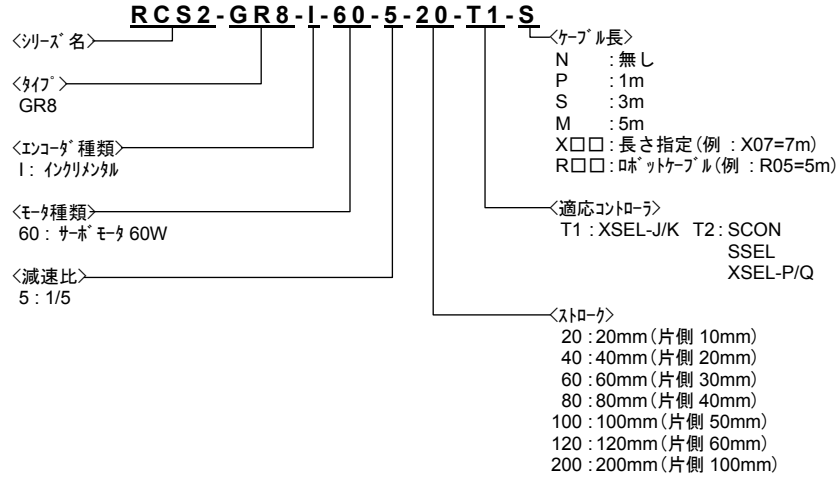 RCS2-GR8-I-60-5-20-T1-S
〈シリーズ名〉
〈タイプ〉
GR8
〈エンコーダ種類〉
I : インクリメンタル
〈モータ種類〉
60 : サーボモータ 60W
〈減速比〉
5 : 1/5
〈ケーブル長〉
N : 無し
P : 1m
S : 3m
M : 5m
X□□ : 長さ指定(例 : X07=7m)
R□□ : ロボットケーブル(例 : R05=5m)
〈適応コントローラ〉
T1 : XSEL-J/K T2 : SCON
SSEL
XSEL-P/Q
〈ストローク〉
20 : 20mm(片側 10mm)
40 : 40mm(片側 20mm)
60 : 60mm(片側 30mm)
80 : 80mm(片側 40mm)
100 : 100mm(片側 50mm)
120 : 120mm(片側 60mm)
200 : 200mm(片側 100mm)